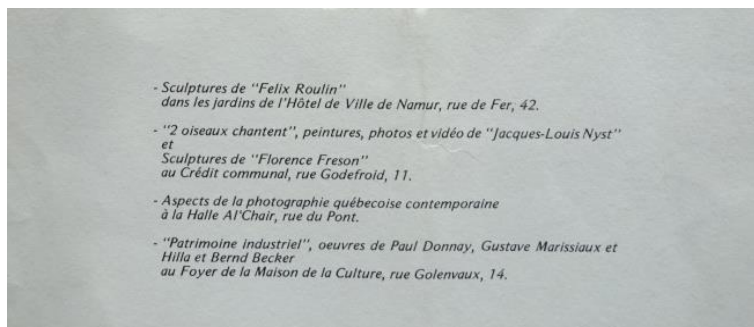 - Sculptures de "Felix Roulin"
dans les jardins de l'Hôtel de Ville de Namur, rue de Fer, 42.
- "2 oiseaux chantent", peintures, photos et vidéo de "Jacques-Louis Nyst"
et
Sculptures de "Florence Freson"
au Crédit communal, rue Godefroid, 11.
- Aspects de la photographie québecoise contemporaine
à la Halle Al'Chair, rue du Pont.
- "Patrimoine industriel", oeuvres de Paul Donnay, Gustave Marissiaux et
Hilla et Bernd Becker
au Foyer de la Maison de la Culture, rue Golenvaux, 14.